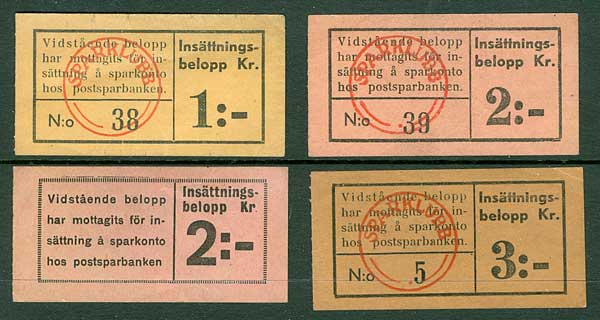 Vidstående belopp
har mottagits för in-
sättning å sparkonto
hos postsparbanken.
N:o 38
SPARKLUBB
Insättnings-
belopp Kr.
1:-
Vidstående belopp
har mottagits för in-
sättning å sparkonto
hos postsparbanken.
N:o 39
SPARKLUBB
Insättnings-
belopp Kr.
2:-
Vidstående belopp
har mottagits för in-
sättning å sparkonto
hos postsparbanken
Insättnings-
belopp Kr
2:-
Vidstående belopp
har mottagits för in-
sättning å sparkonto
hos postsparbanken.
N:o 5
SPARKLUBB
Insättnings-
belopp Kr.
3:-